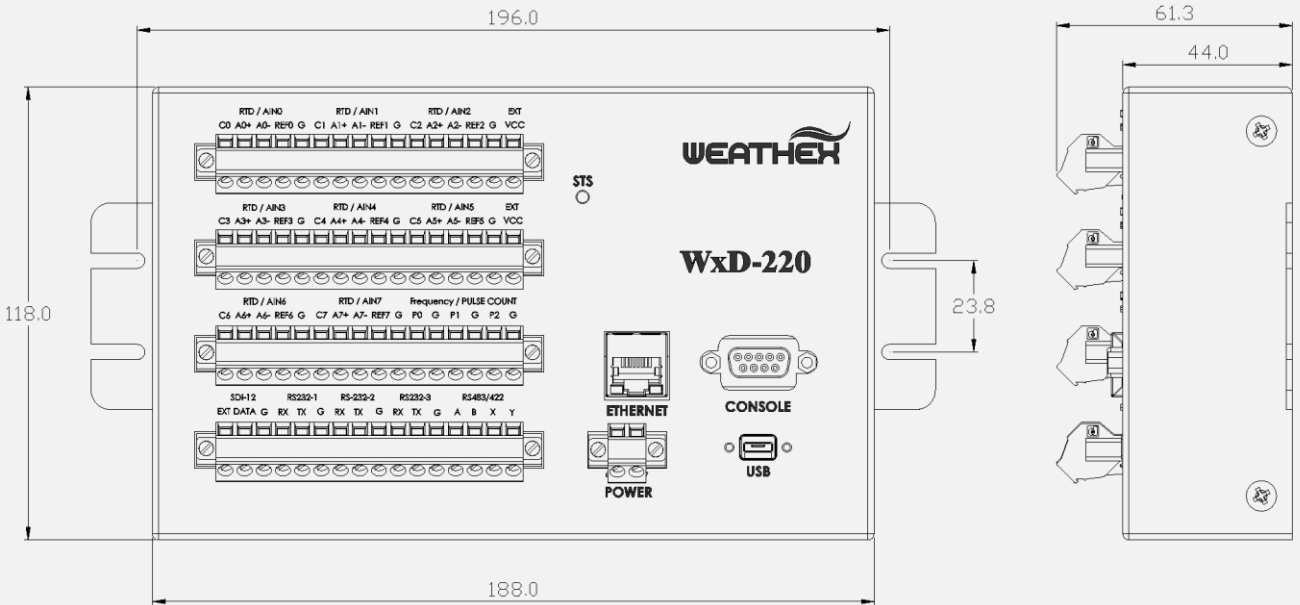 196.0
61.3
44.0
RTD / AIN0 RTD / AIN1 RTD / AIN2 EXT
C0 A0+ A0- REF0 G C1 A1+ A1- REF1 G C2 A2+ A2- REF2 G VCC
WEATHEX
STS
RTD / AIN3 RTD / AIN4 RTD / AIN5 EXT
C3 A3+ A3- REF3 G C4 A4+ A4- REF4 G C5 A5+ A5- REF5 G VCC
WxD-220
118.0
23.8
RTD / AIN6 RTD / AIN7 Frequency / PULSE COUNT
C6 A6+ A6- REF6 G C7 A7+ A7- REF7 G P0 G P1 G P2 G
SDI-12 RS232-1 RS-232-2 RS232-3 RS483/422
EXT DATA G RX TX G RX TX G RX TX G A B X Y
ETHERNET
CONSOLE
POWER
USB
188.0